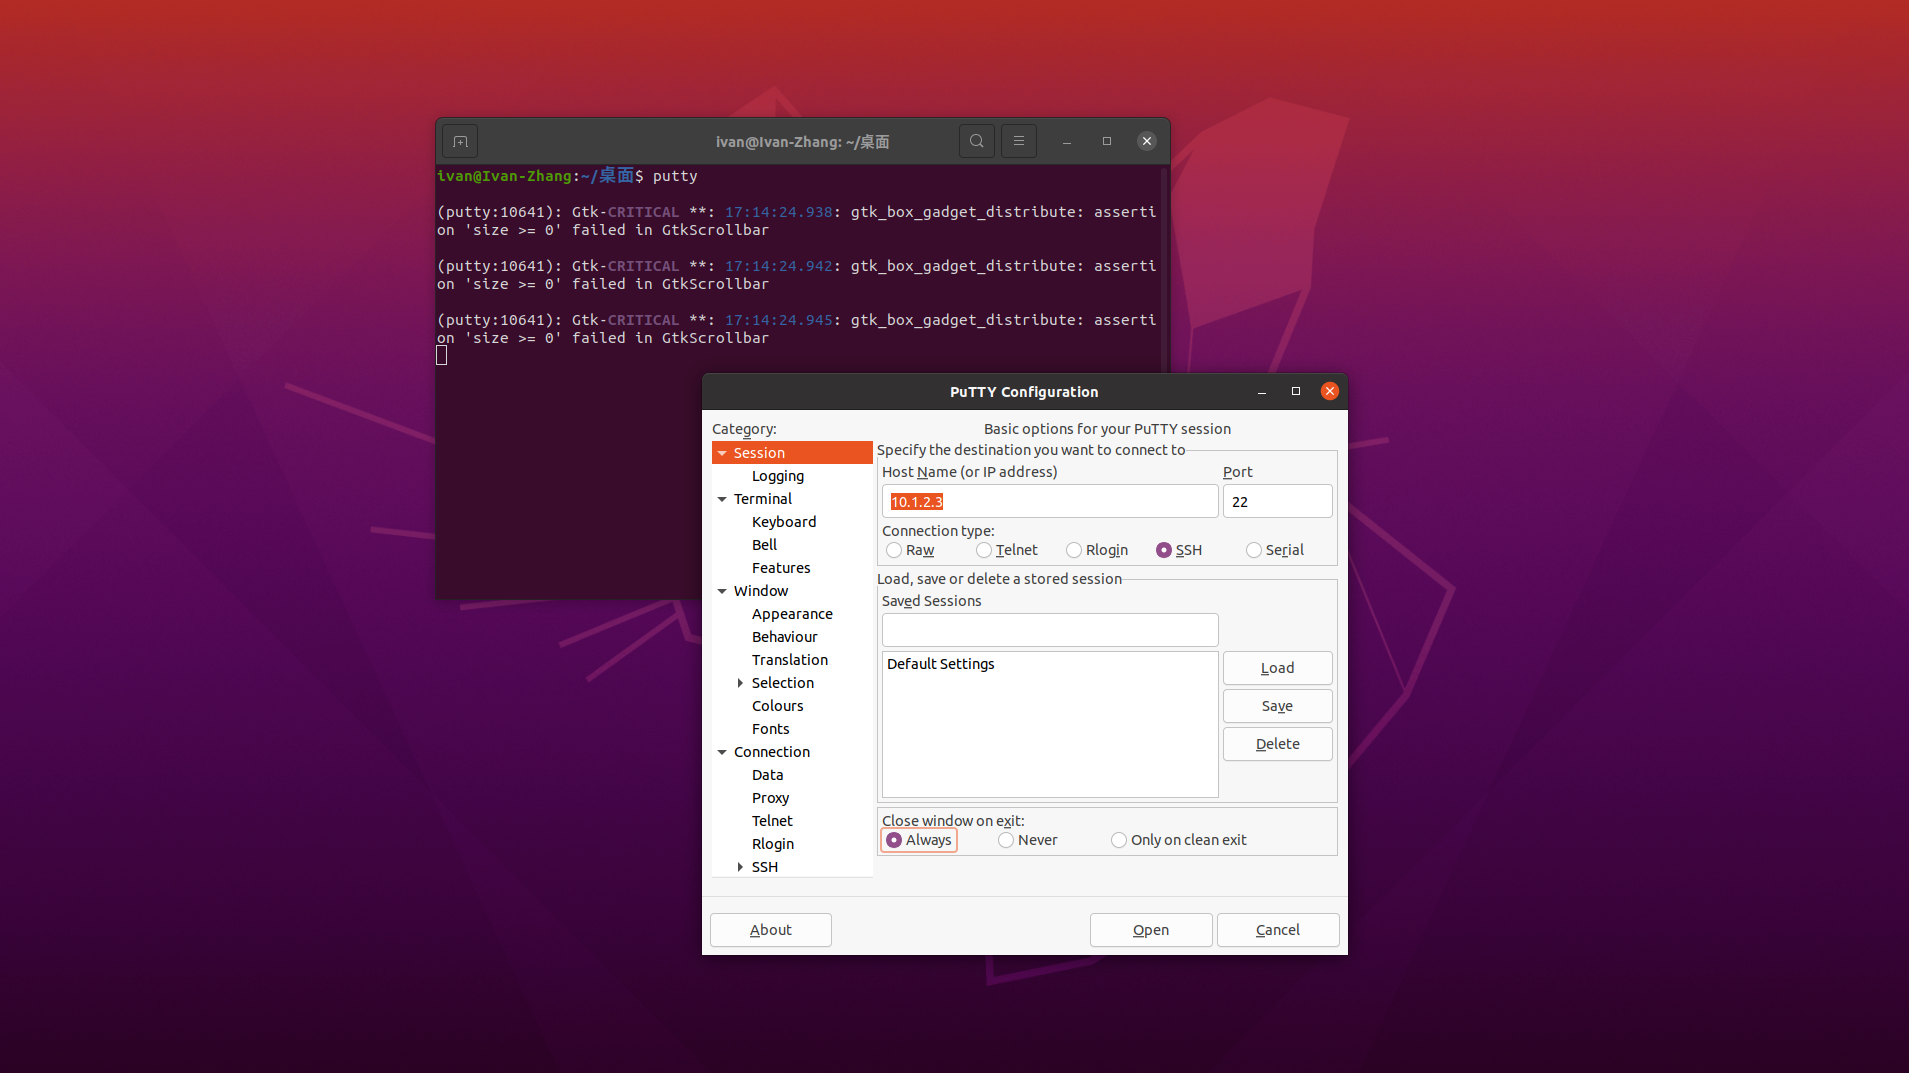 ivan@Ivan-Zhang: ~/桌面
ivan@Ivan-Zhang:~/桌面$ putty
(putty:10641): Gtk-CRITICAL **: 17:14:24.938: gtk_box_gadget_distribute: asserti
on 'size >= 0' failed in GtkScrollbar
(putty:10641): Gtk-CRITICAL **: 17:14:24.942: gtk_box_gadget_distribute: asserti
on 'size >= 0' failed in GtkScrollbar
(putty:10641): Gtk-CRITICAL **: 17:14:24.945: gtk_box_gadget_distribute: asserti
on 'size >= 0' failed in GtkScrollbar
PuTTY Configuration
Category:
Session
Logging
Terminal
Keyboard
Bell
Features
Window
Appearance
Behaviour
Translation
Selection
Colours
Fonts
Connection
Data
Proxy
Telnet
Rlogin
SSH
Basic options for your PuTTY session
Specify the destination you want to connect to
Host Name (or IP address) Port
10.1.2.3 22
Connection type:
Raw Telnet Rlogin SSH Serial
Load, save or delete a stored session
Saved Sessions
Default Settings
Load
Save
Delete
Close window on exit:
Always Never Only on clean exit
About Open Cancel